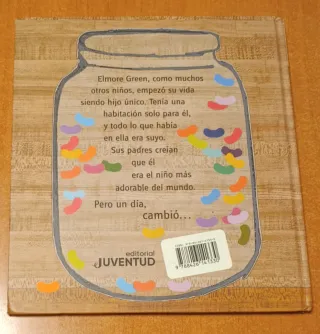 Elmore Green, como muchos
otros niños, empezó su vida
siendo hijo único. Tenía una
habitación solo para él,
y todo lo que había
en ella era suyo.
Sus padres creían
que él
era el niño más
adorable del mundo.
Pero un día,
cambió...
editorial
EJUVENTUD